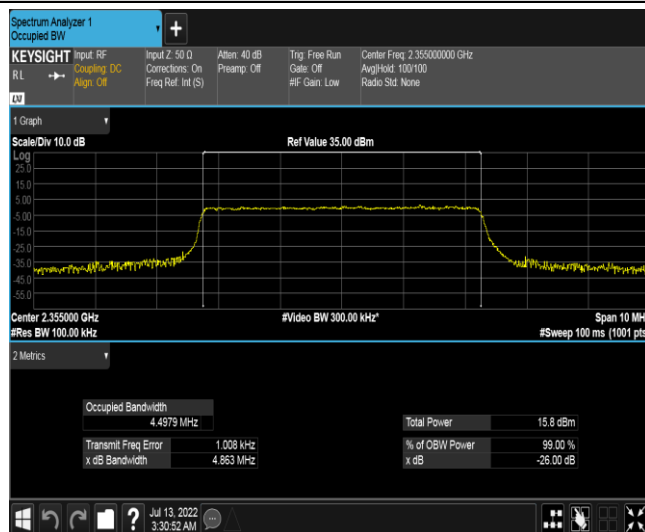 Spectrum Analyzer 1
Occupied BW
KEYSIGHT
RL
LXI
Input: RF
Coupling: DC
Align: Off
Input Z: 50 Ω
Corrections: On
Freq Ref: Int (S)
Atten: 40 dB
Preamp: Off
Trig: Free Run
Gate: Off
#IF Gain: Low
Center Freq: 2.355000000 GHz
Avg|Hold: 100/100
Radio Std: None
1 Graph
Scale/Div 10.0 dB
Ref Value 35.00 dBm
Log
25.0
15.0
5.00
-5.00
-15.0
-25.0
-35.0
-45.0
-55.0
Center 2.355000 GHz
#Video BW 300.00 kHz*
Span 10 MH
#Res BW 100.00 kHz
#Sweep 100 ms (1001 pts
2 Metrics
Occupied Bandwidth
4.4979 MHz
Total Power 15.8 dBm
Transmit Freq Error 1.008 kHz
% of OBW Power 99.00 %
x dB Bandwidth 4.863 MHz
x dB -26.00 dB
?
Jul 13, 2022
3:30:52 AM